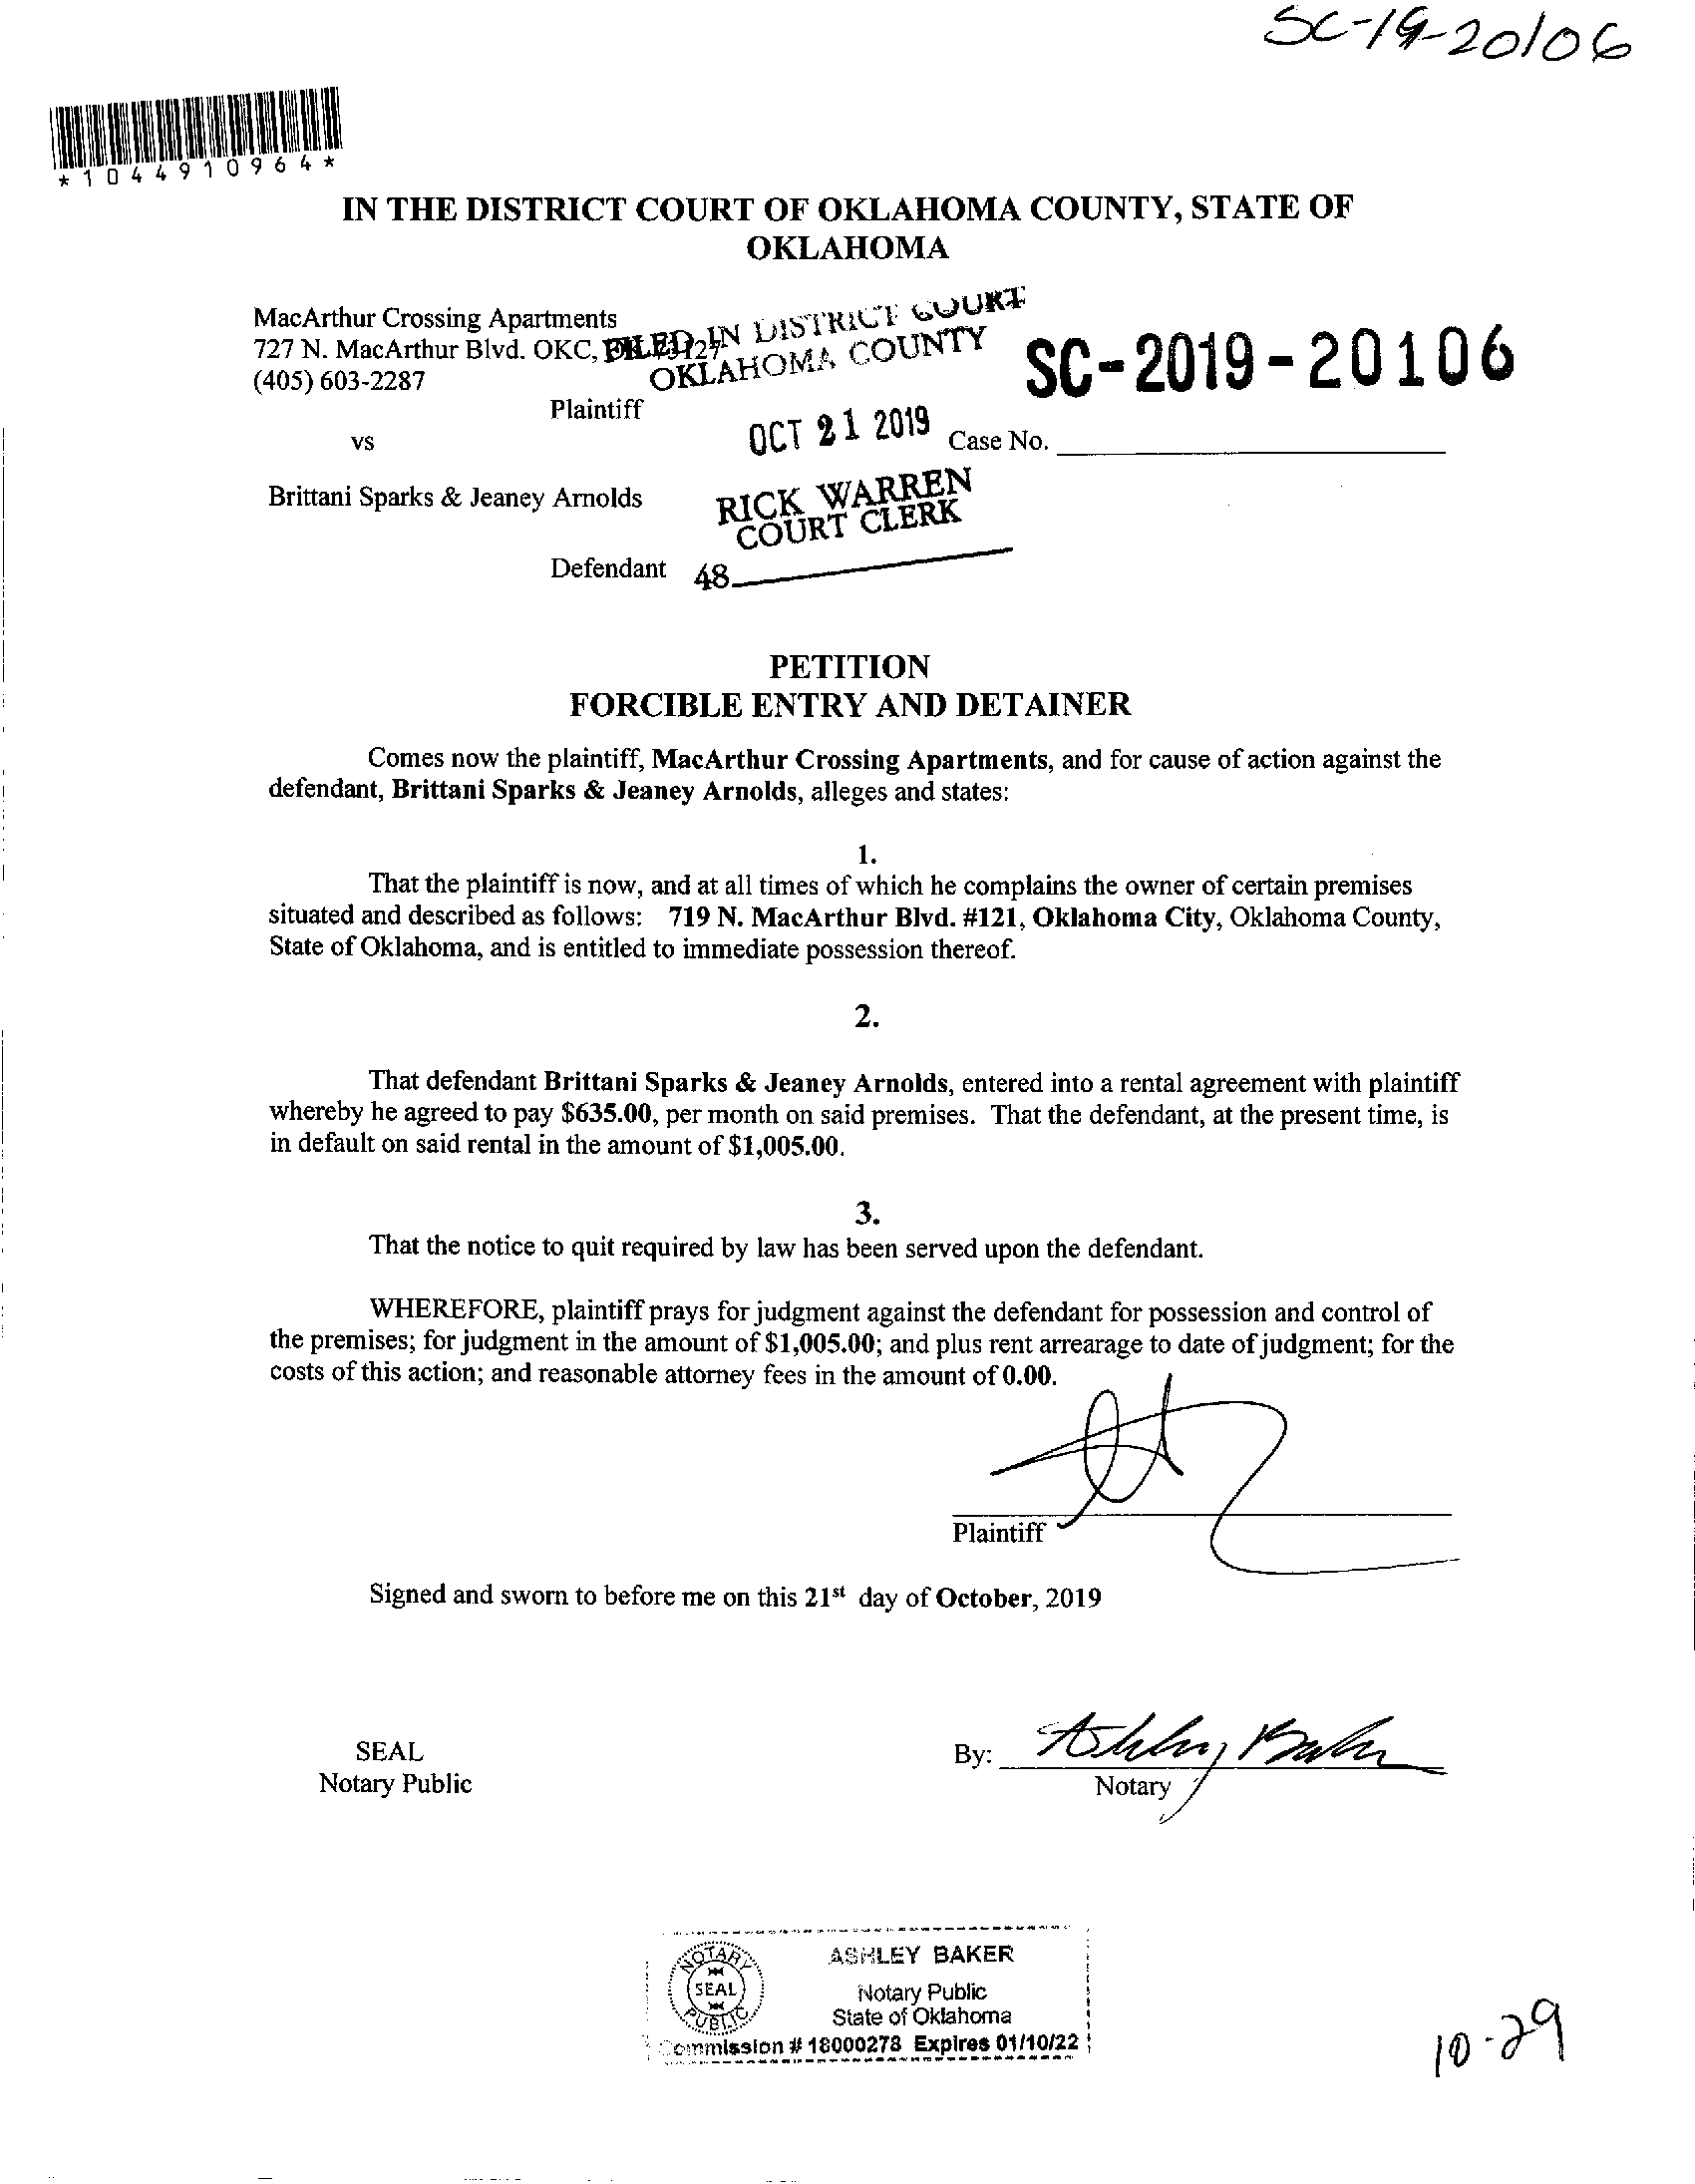 SC-19-20106
*1044910964*
IN THE DISTRICT COURT OF OKLAHOMA COUNTY, STATE OF
OKLAHOMA
MacArthur Crossing Apartments
727 N. MacArthur Blvd. OKC,
(405) 603-2287
Plaintiff
vs
Brittani Sparks & Jeaney Arnolds
Defendant
FILED IN DISTRICT COURT
OKLAHOMA COUNTY
OCT 21 2019
RICK WARREN
COURT CLERK
48
SC-2019-20106
Case No.
PETITION
FORCIBLE ENTRY AND DETAINER
Comes now the plaintiff, MacArthur Crossing Apartments, and for cause of action against the
defendant, Brittani Sparks & Jeaney Arnolds, alleges and states:
1.
That the plaintiff is now, and at all times of which he complains the owner of certain premises
situated and described as follows: 719 N. MacArthur Blvd. #121, Oklahoma City, Oklahoma County,
State of Oklahoma, and is entitled to immediate possession thereof.
2.
That defendant Brittani Sparks & Jeaney Arnolds, entered into a rental agreement with plaintiff
whereby he agreed to pay $635.00, per month on said premises. That the defendant, at the present time, is
in default on said rental in the amount of $1,005.00.
3.
That the notice to quit required by law has been served upon the defendant.
WHEREFORE, plaintiff prays for judgment against the defendant for possession and control of
the premises; for judgment in the amount of $1,005.00; and plus rent arrearage to date of judgment; for the
costs of this action; and reasonable attorney fees in the amount of 0.00.
Plaintiff
Signed and sworn to before me on this 21st day of October, 2019
SEAL
Notary Public
By: Ashley Baker
Notary
NOTARY
SEAL
PUBLIC
ASHLEY BAKER
Notary Public
State of Oklahoma
Commission # 18000278 Expires 01/10/22
10-29